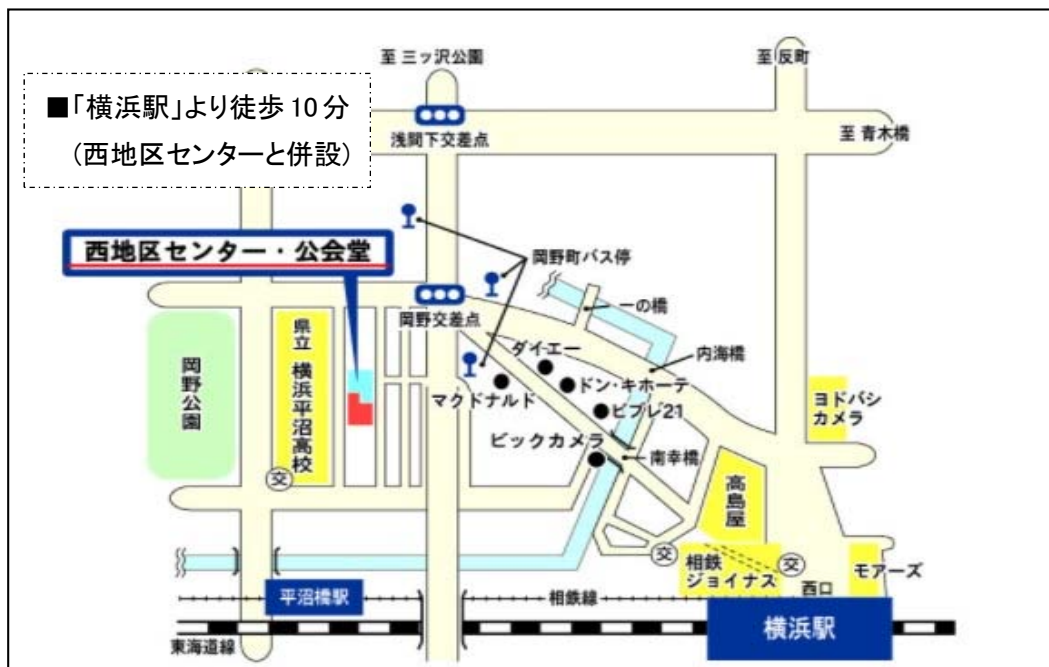 至 三ッ沢公園
至 反町
■「横浜駅」より徒歩 10 分
(西地区センターと併設)
浅間下交差点
至 青木橋
西地区センター・公会堂
岡野町バス停
一の橋
岡野交差点
内海橋
ダイエー
ドン・キホーテ
マクドナルド
ビブレ21
ビックカメラ
南幸橋
ヨドバシ
カメラ
岡野公園
県立 横浜平沼高校
交
高島屋
交
相鉄
ジョイナス
交
モアーズ
西口
平沼橋駅
相鉄線
横浜駅
東海道線